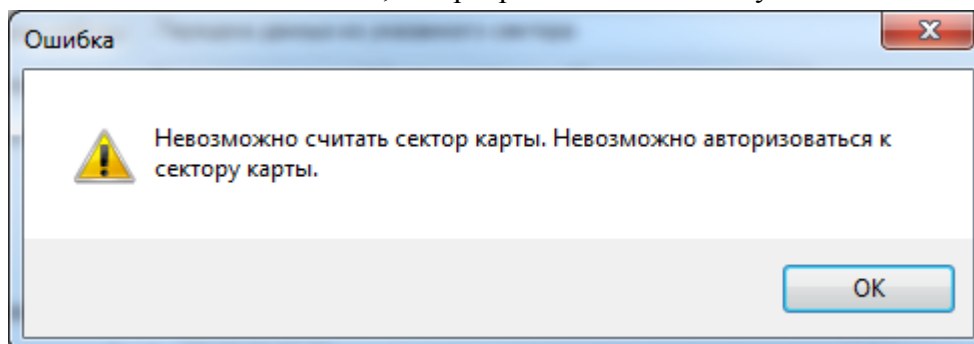 Ошибка
Невозможно считать сектор карты. Невозможно авторизоваться к
сектору карты.
OK